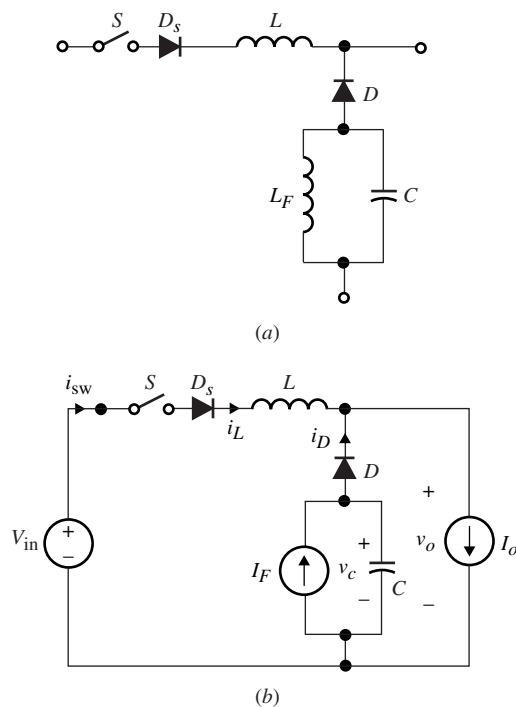 S D_s L
D
L_F C
(a)
i_sw S D_s L
i_L i_D D
V_in + − I_F + v_c − C + v_o − I_o
(b)